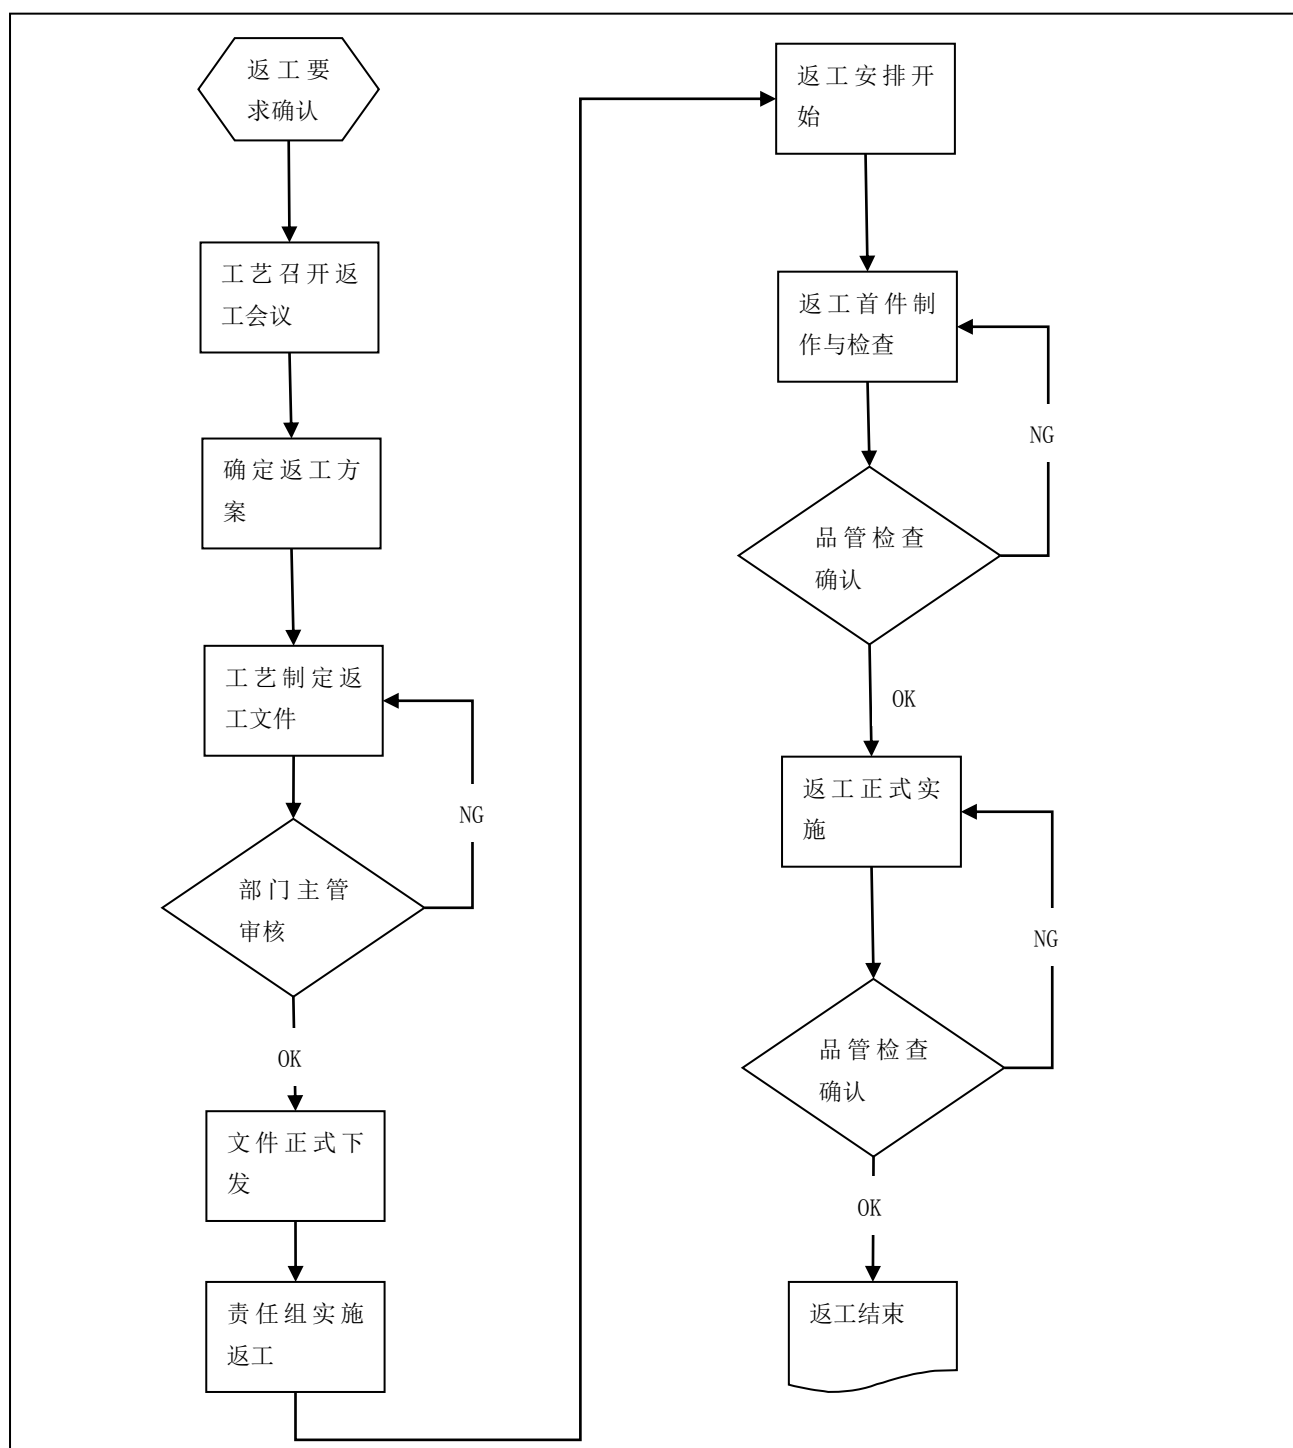 返工要
求确认
工艺召开返
工会议
确定返工方
案
工艺制定返
工文件
NG
部门主管
审核
OK
文件正式下
发
责任组实施
返工
返工安排开
始
返工首件制
作与检查
NG
品管检查
确认
OK
返工正式实
施
NG
品管检查
确认
OK
返工结束